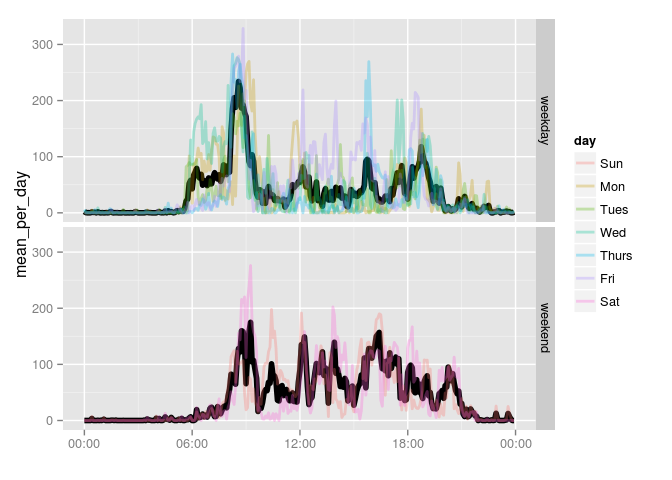 mean_per_day
300
200
100
0
weekday
300
200
100
0
weekend
00:00 06:00 12:00 18:00 00:00
day
Sun
Mon
Tues
Wed
Thurs
Fri
Sat